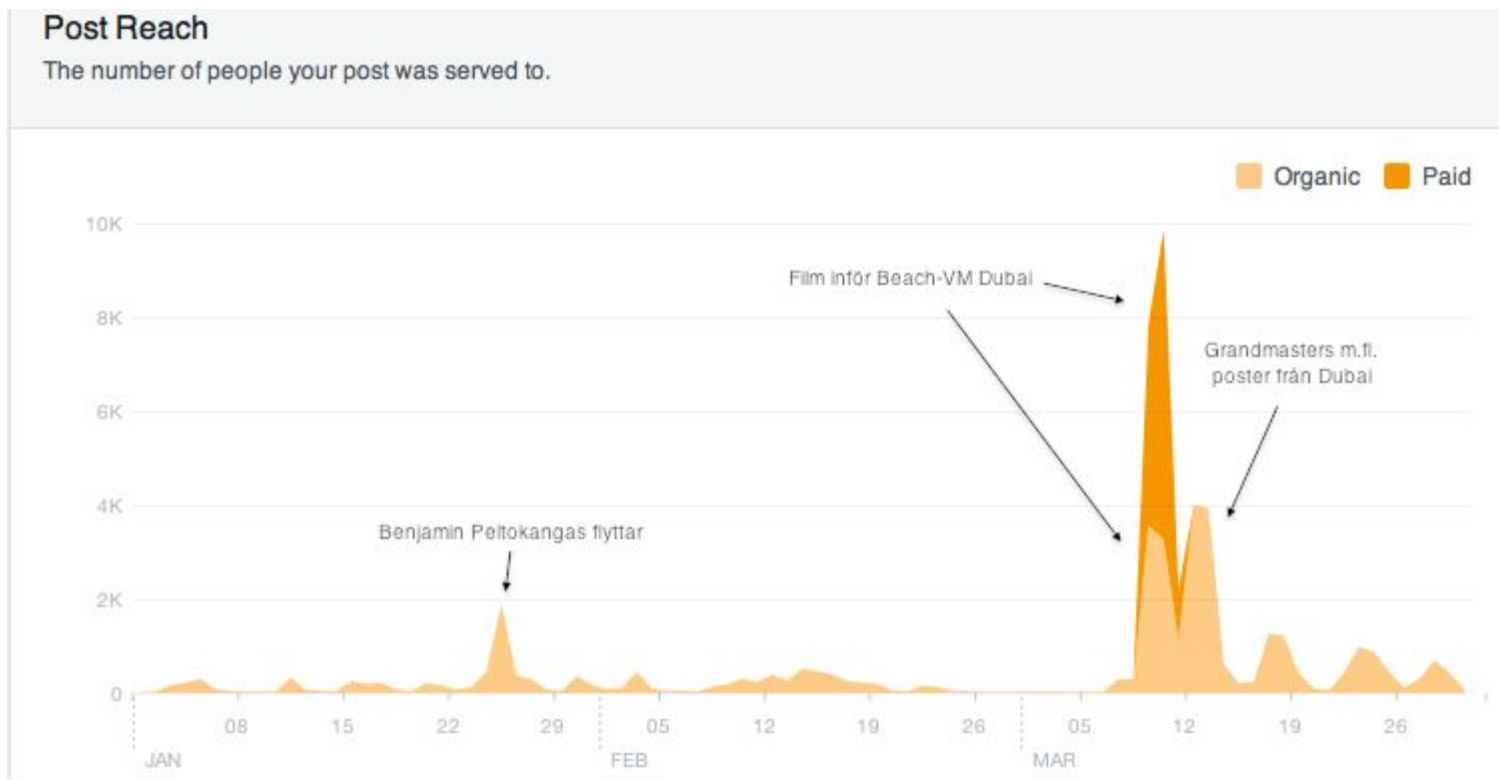 Post Reach
The number of people your post was served to.
Organic Paid
10K
Film inför Beach-VM Dubai
8K
Grandmasters m.fl.
poster från Dubai
6K
4K
Benjamin Peltokangas flyttar
2K
0
08 15 22 29 05 12 19 26 05 12 19 26
JAN FEB MAR